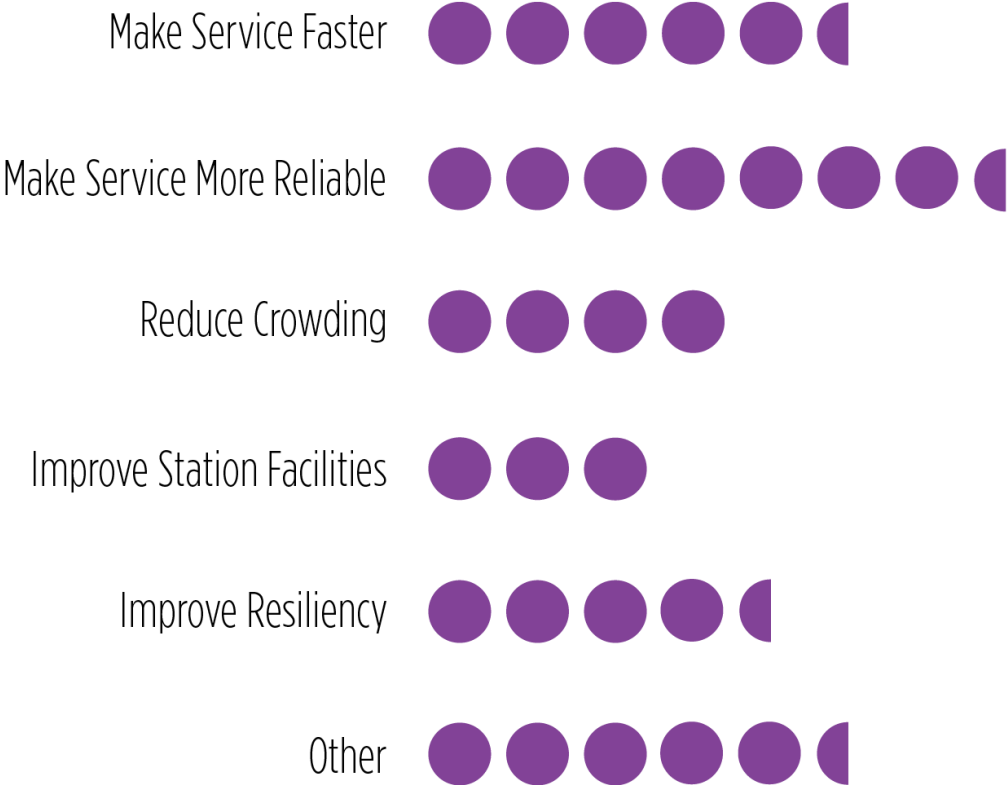 Make Service Faster
Make Service More Reliable
Reduce Crowding
Improve Station Facilities
Improve Resiliency
Other